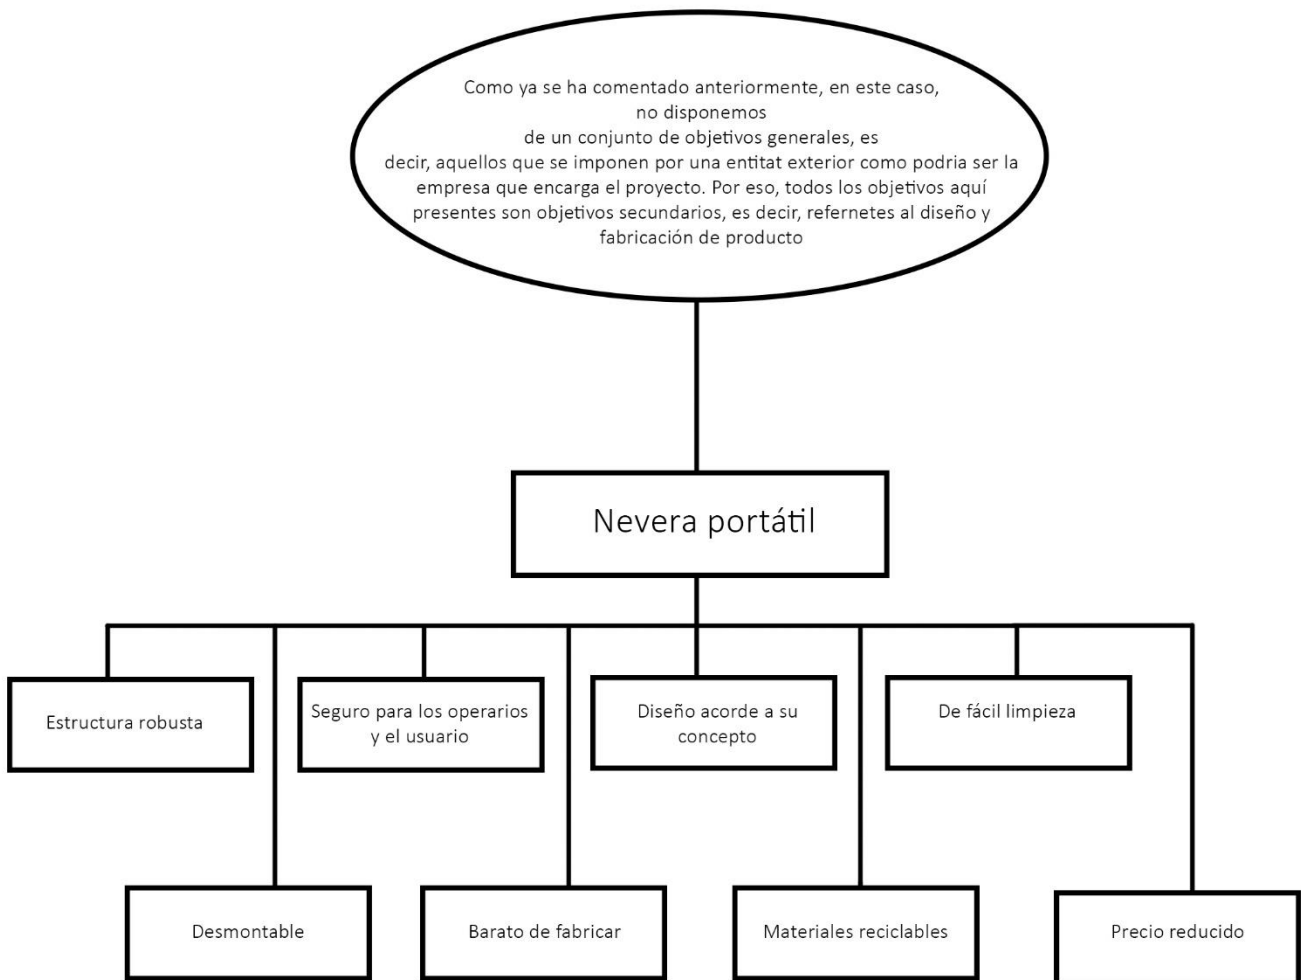 Como ya se ha comentado anteriormente, en este caso,
no disponemos
de un conjunto de objetivos generales, es
decir, aquellos que se imponen por una entitat exterior como podria ser la
empresa que encarga el proyecto. Por eso, todos los objetivos aquí
presentes son objetivos secundarios, es decir, refernetes al diseño y
fabricación de producto
Nevera portátil
Estructura robusta
Seguro para los operarios
y el usuario
Diseño acorde a su
concepto
De fácil limpieza
Desmontable
Barato de fabricar
Materiales reciclables
Precio reducido